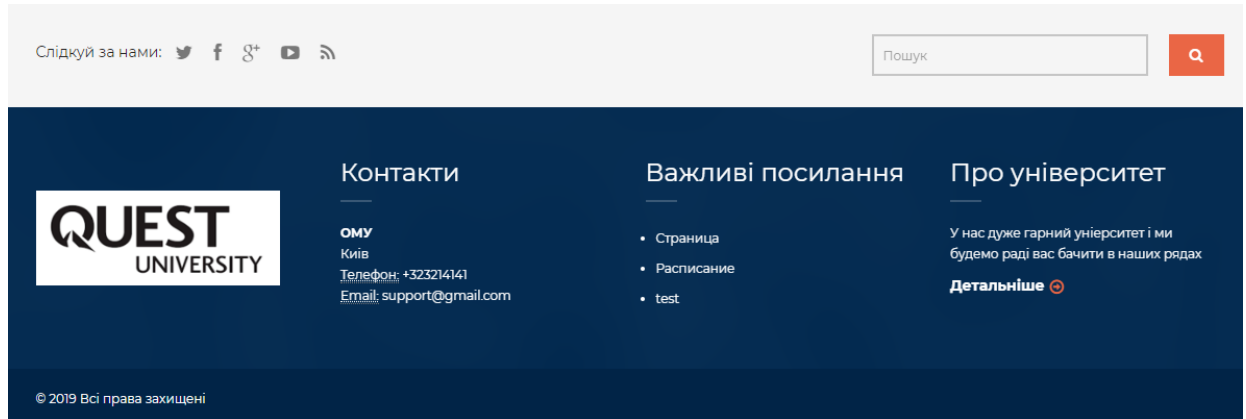 Слідкуй за нами:
Пошук
QUEST
UNIVERSITY
Контакти
ОМУ
Київ
Телефон: +323214141
Email: support@gmail.com
Важливі посилання
Страница
Расписание
test
Про університет
У нас дуже гарний уніерситет і ми
будемо раді вас бачити в наших рядах
Детальніше
© 2019 Всі права захищені